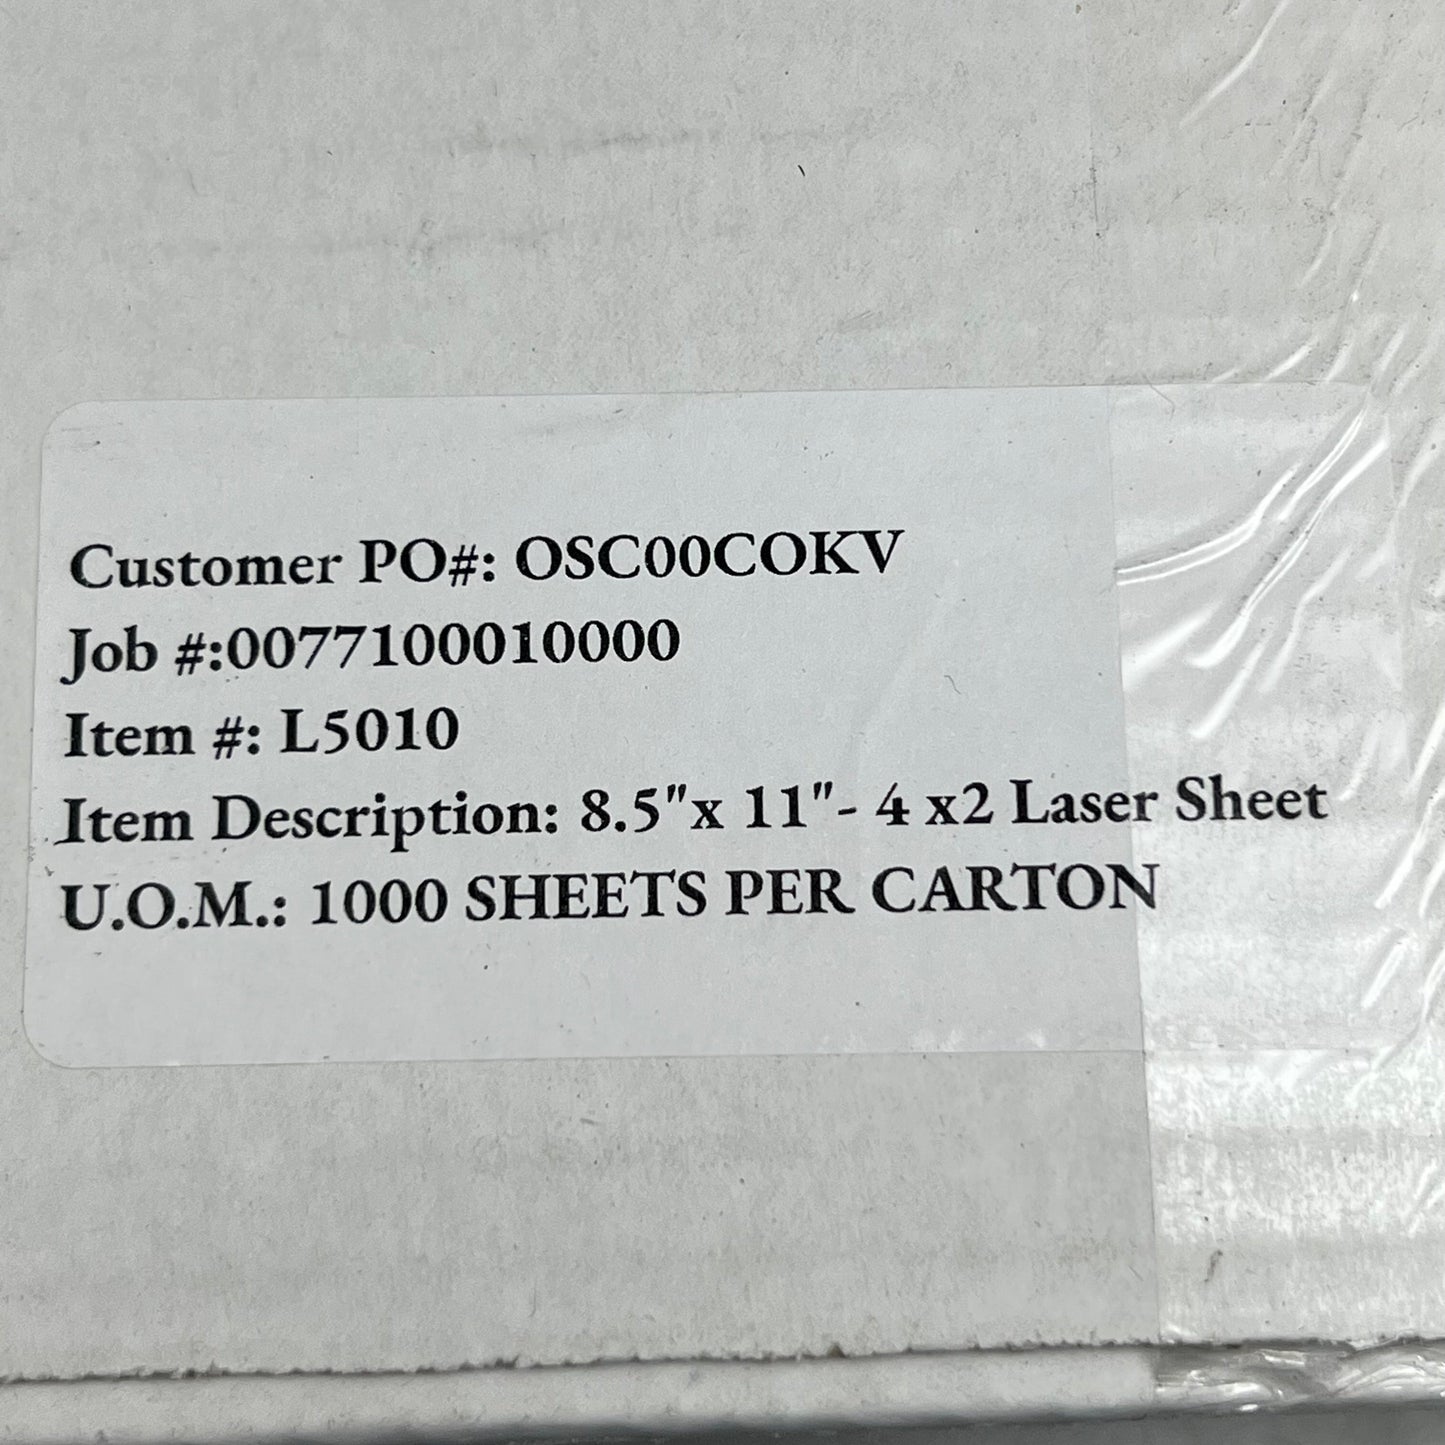 Customer PO#: OSC00COKV
Job #:0077100010000
Item #: L5010
Item Description: 8.5"x 11"- 4 x2 Laser Sheet
U.O.M.: 1000 SHEETS PER CARTON